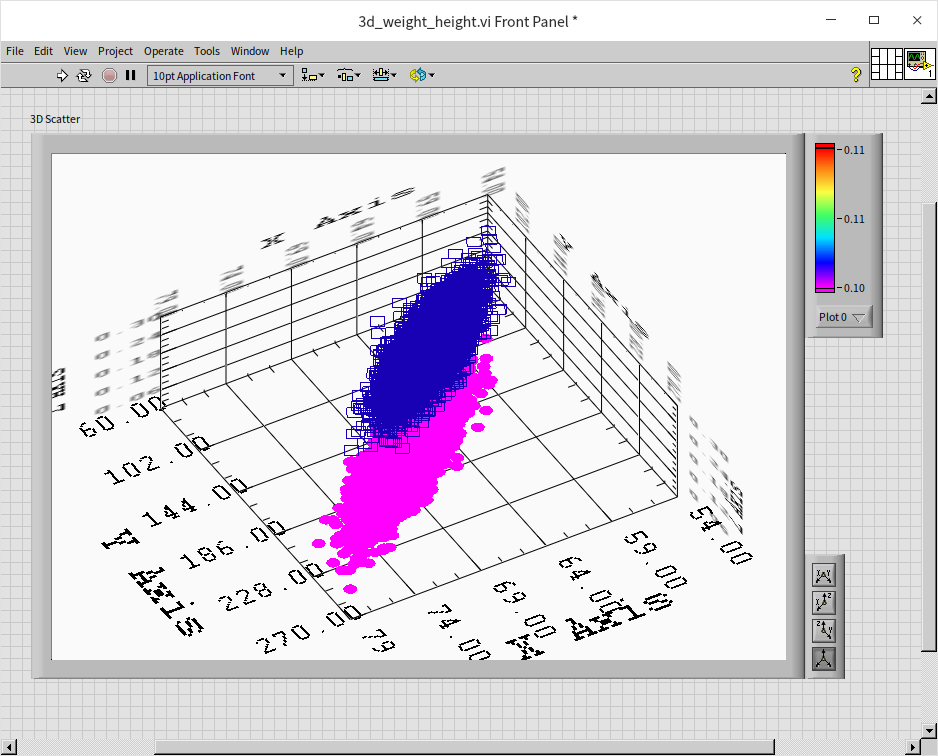 3d_weight_height.vi Front Panel *
File Edit View Project Operate Tools Window Help
10pt Application Font
?
1
3D Scatter
0.11
0.11
0.10
Plot 0
X Axis
60.00
102.00
144.00
186.00
228.00
270.00
Y Axis
54.00
59.00
64.00
69.00
74.00
79
X Axis